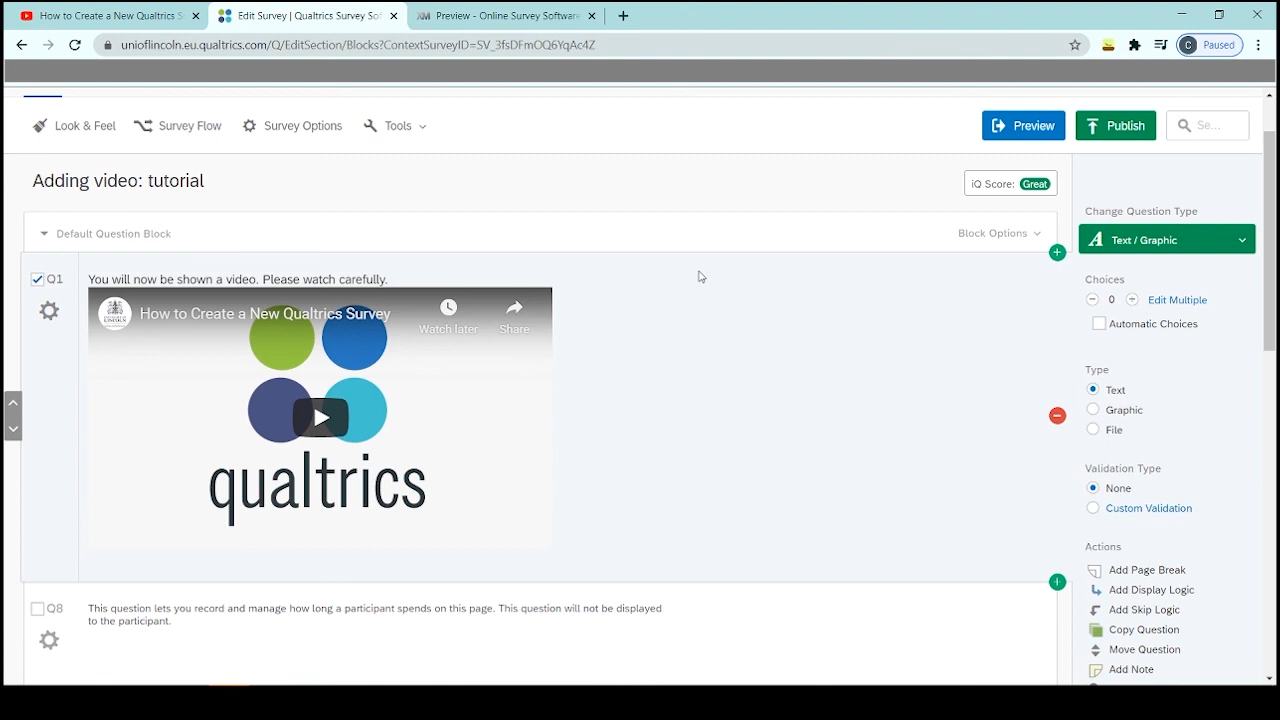 How to Create a New Qualtrics S
Edit Survey | Qualtrics Survey Sof
XM Preview - Online Survey Software
unioflincoln.eu.qualtrics.com/Q/EditSection/Blocks?ContextSurveyID=SV_3fsDFmOQ6YqAc4Z
C Paused
Look & Feel
Survey Flow
Survey Options
Tools
Preview
Publish
Se...
Adding video: tutorial
iQ Score: Great
Default Question Block
Block Options
Q1
You will now be shown a video. Please watch carefully.
How to Create a New Qualtrics Survey
Watch later
Share
qualtrics
Q8
This question lets you record and manage how long a participant spends on this page. This question will not be displayed
to the participant.
Change Question Type
A Text / Graphic
Choices
0
Edit Multiple
Automatic Choices
Type
Text
Graphic
File
Validation Type
None
Custom Validation
Actions
Add Page Break
Add Display Logic
Add Skip Logic
Copy Question
Move Question
Add Note